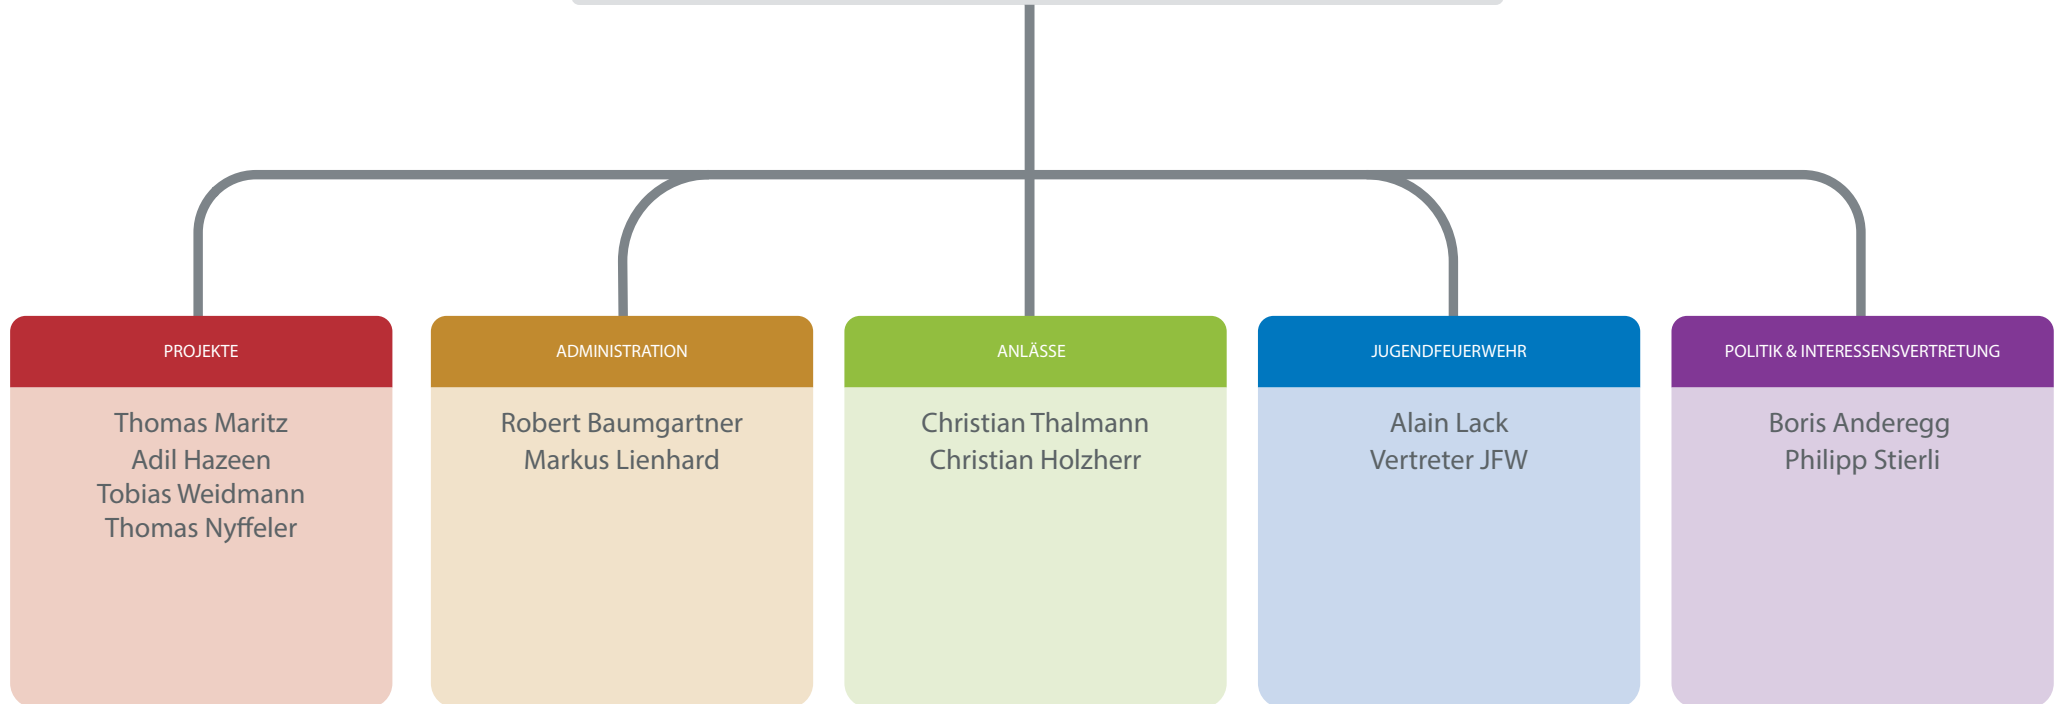 PROJEKTE
Thomas Maritz
Adil Hazeen
Tobias Weidmann
Thomas Nyffeler
ADMINISTRATION
Robert Baumgartner
Markus Lienhard
ANLÄSSE
Christian Thalmann
Christian Holzherr
JUGENDFEUERWEHR
Alain Lack
Vertreter JFW
POLITIK & INTERESSENSVERTRETUNG
Boris Anderegg
Philipp Stierli